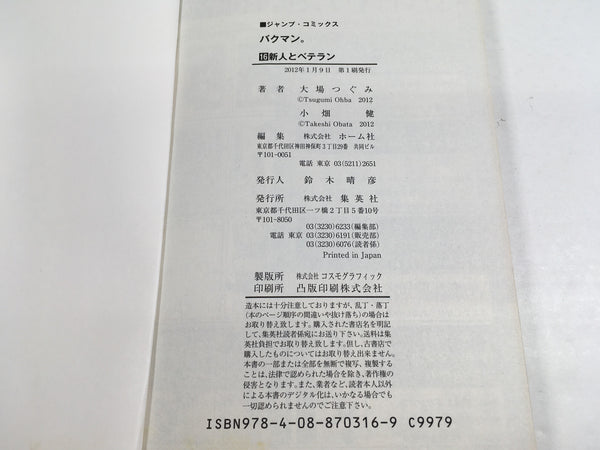 ■ジャンプ・コミックス
バクマン。
16新人とベテラン
2012年1月9日 第1刷発行
著者 大場つぐみ
©Tsugumi Ohba 2012
小畑 健
©Takeshi Obata 2012
編集 株式会社 ホーム社
東京都千代田区神田神保町3丁目29番 共同ビル
〒101-0051
電話 東京 03(5211)2651
発行人 鈴木晴彦
発行所 株式会社 集英社
東京都千代田区一ツ橋2丁目5番10号
〒101-8050
03(3230)6233(編集部)
電話 東京 03(3230)6191(販売部)
03(3230)6076(読者係)
Printed in Japan
製版所 株式会社 コスモグラフィック
印刷所 凸版印刷株式会社
造本には十分注意しておりますが、乱丁・落丁
(本のページ順序の間違いや抜け落ち)の場合は
お取り替え致します。購入された書店名を明記し
て、集英社読者係宛にお送り下さい。送料は集
英社負担でお取り替え致します。但し、古書店で
購入したものについてはお取り替え出来ません。
本書の一部または全部を無断で複写、複製する
ことは、法律で認められた場合を除き、著作権の
侵害となります。また、業者など、読者本人以外
による本書のデジタル化は、いかなる場合でも
一切認められませんのでご注意下さい。
ISBN978-4-08-870316-9 C9979